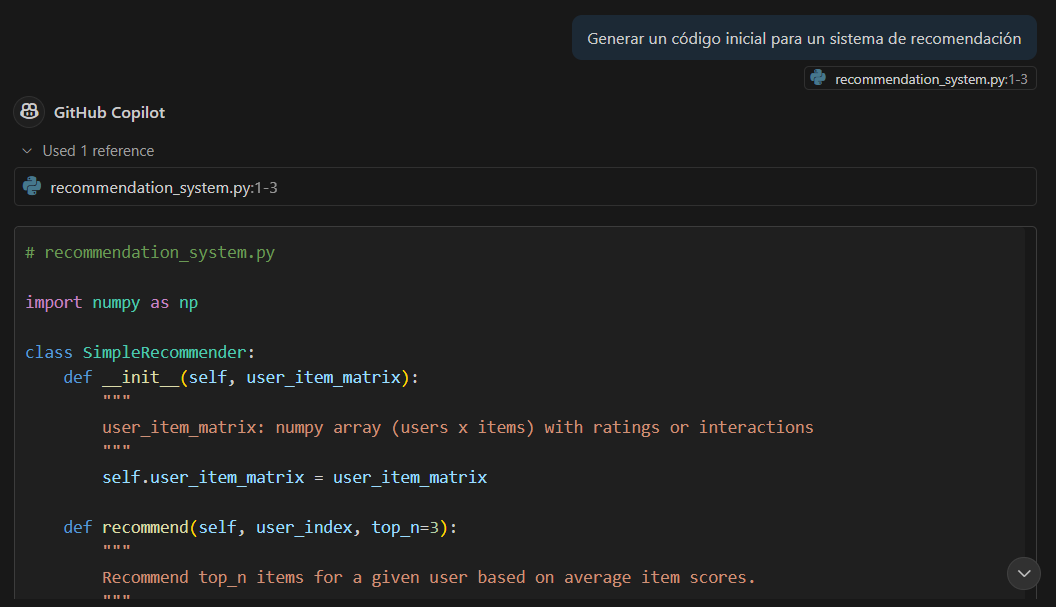 Generar un código inicial para un sistema de recomendación
recommendation_system.py:1-3
GitHub Copilot
Used 1 reference
recommendation_system.py:1-3
# recommendation_system.py
import numpy as np
class SimpleRecommender:
    def __init__(self, user_item_matrix):
        """
        user_item_matrix: numpy array (users x items) with ratings or interactions
        """
        self.user_item_matrix = user_item_matrix
    def recommend(self, user_index, top_n=3):
        """
        Recommend top_n items for a given user based on average item scores.
        """